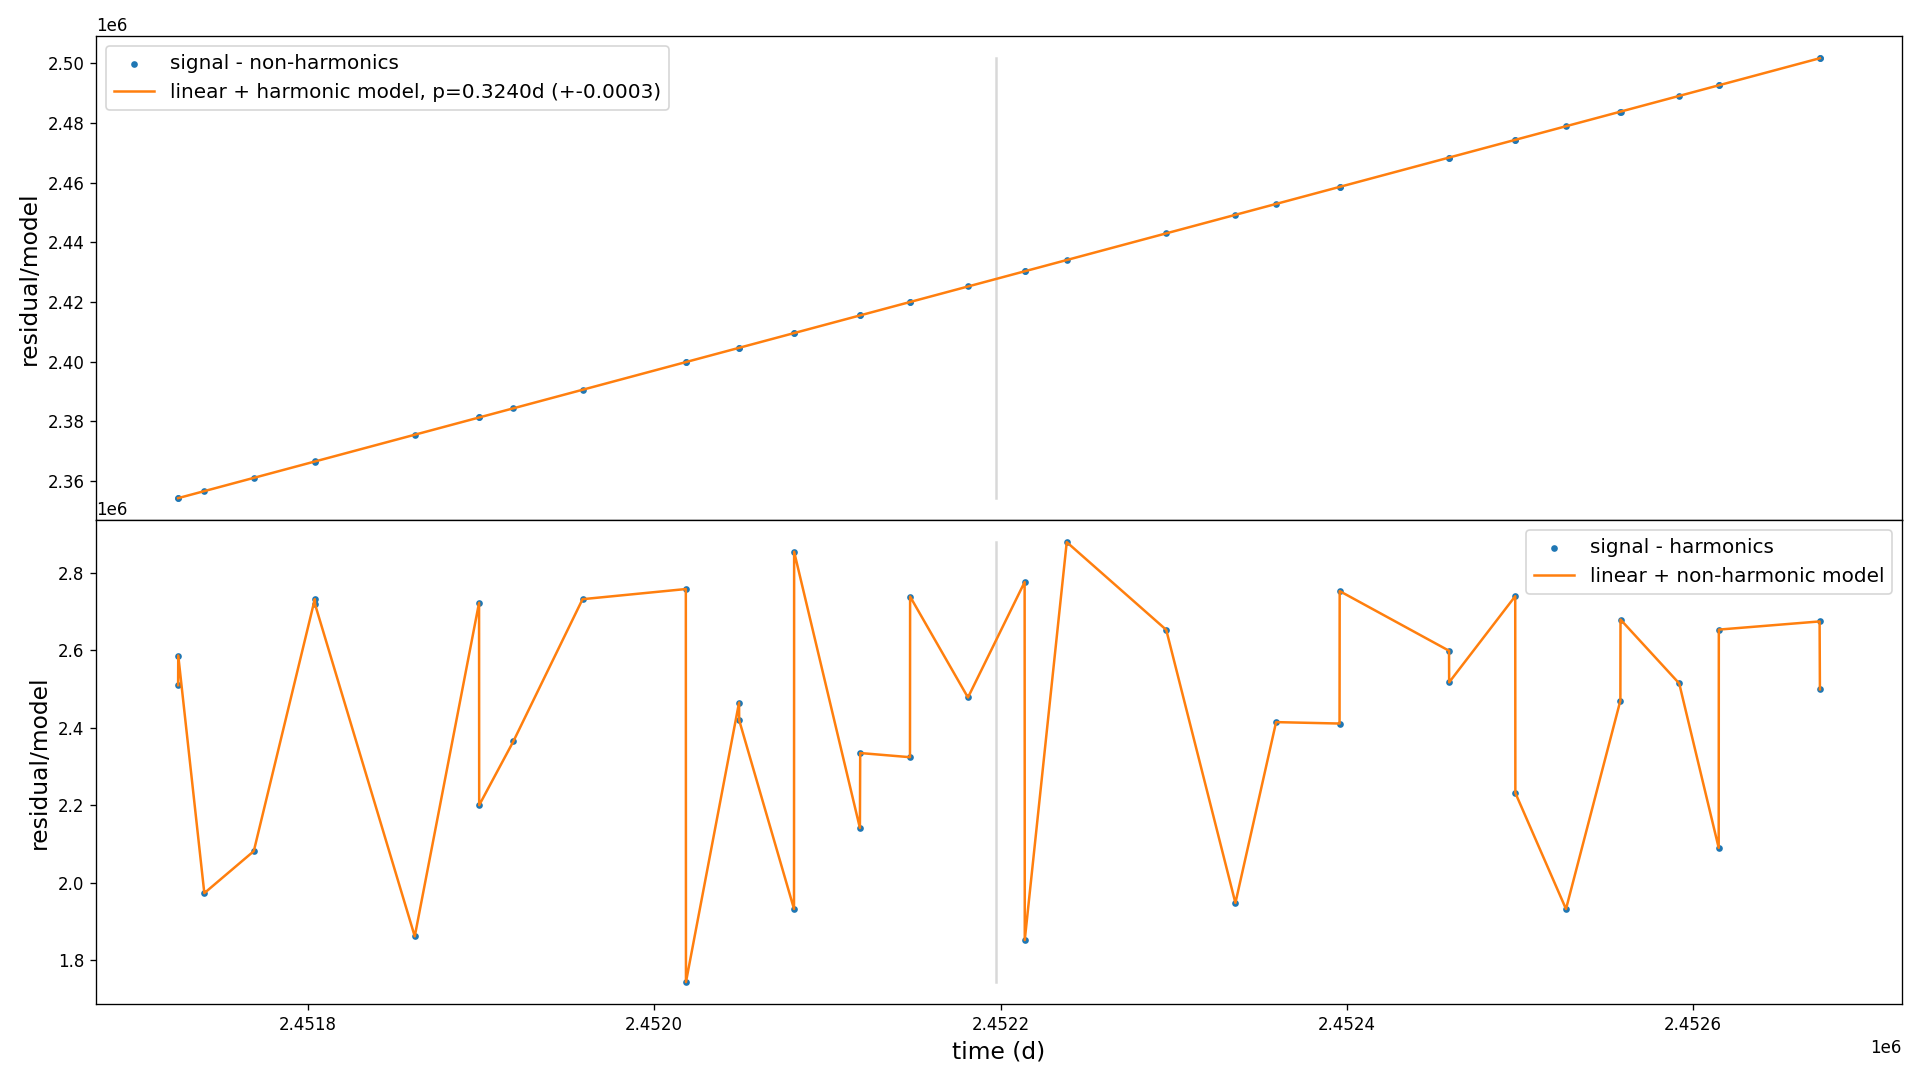 1e6
signal - non-harmonics
linear + harmonic model, p=0.3240d (+-0.0003)
residual/model
2.50
2.48
2.46
2.44
2.42
2.40
2.38
2.36
1e6
signal - harmonics
linear + non-harmonic model
residual/model
2.8
2.6
2.4
2.2
2.0
1.8
2.4518
2.4520
2.4522
2.4524
2.4526
1e6
time (d)